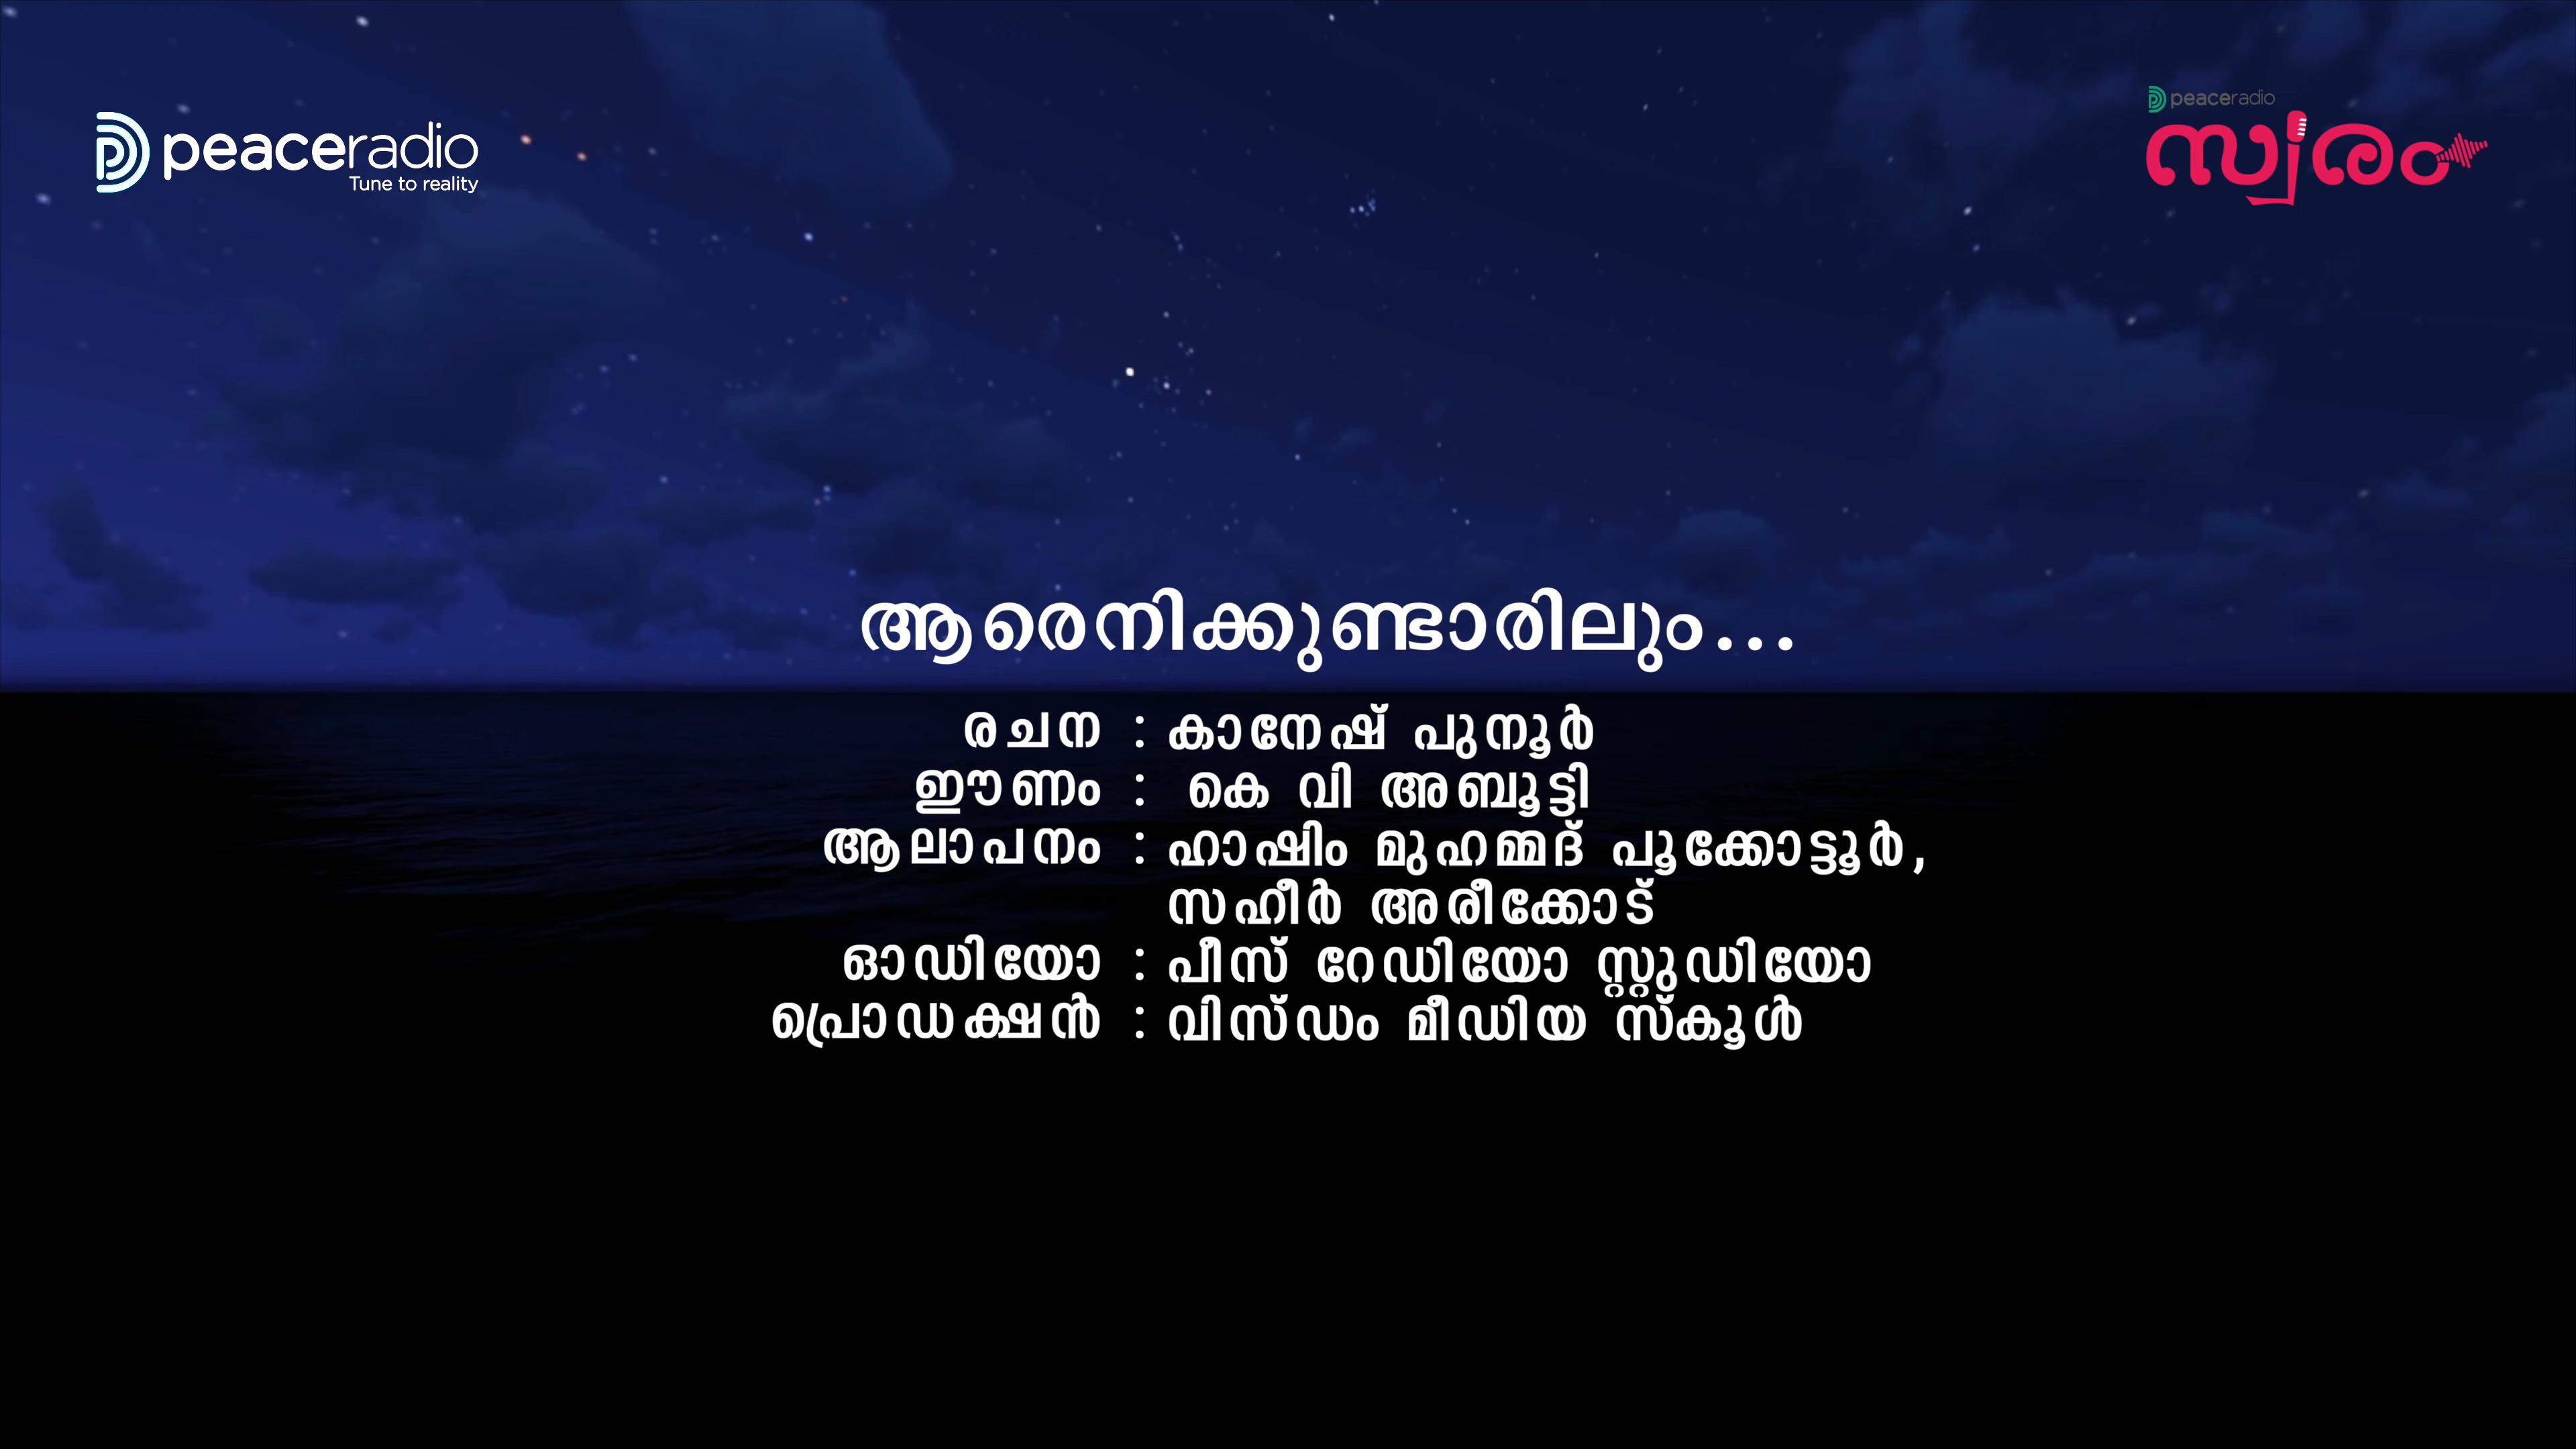 peaceradio
Tune to reality
peaceradio
സ്വരം
ആരെനിക്കുണ്ടാരിലും...
രചന : കാനേഷ് പുനൂർ
ഈണം : കെ വി അബൂട്ടി
ആലാപനം : ഹാഷിം മുഹമ്മദ് പൂക്കോട്ടൂർ,
സഹീർ അരീക്കോട്
ഓഡിയോ : പീസ് റേഡിയോ സ്റ്റുഡിയോ
പ്രൊഡക്ഷൻ : വിസ്ഡം മീഡിയ സ്കൂൾ